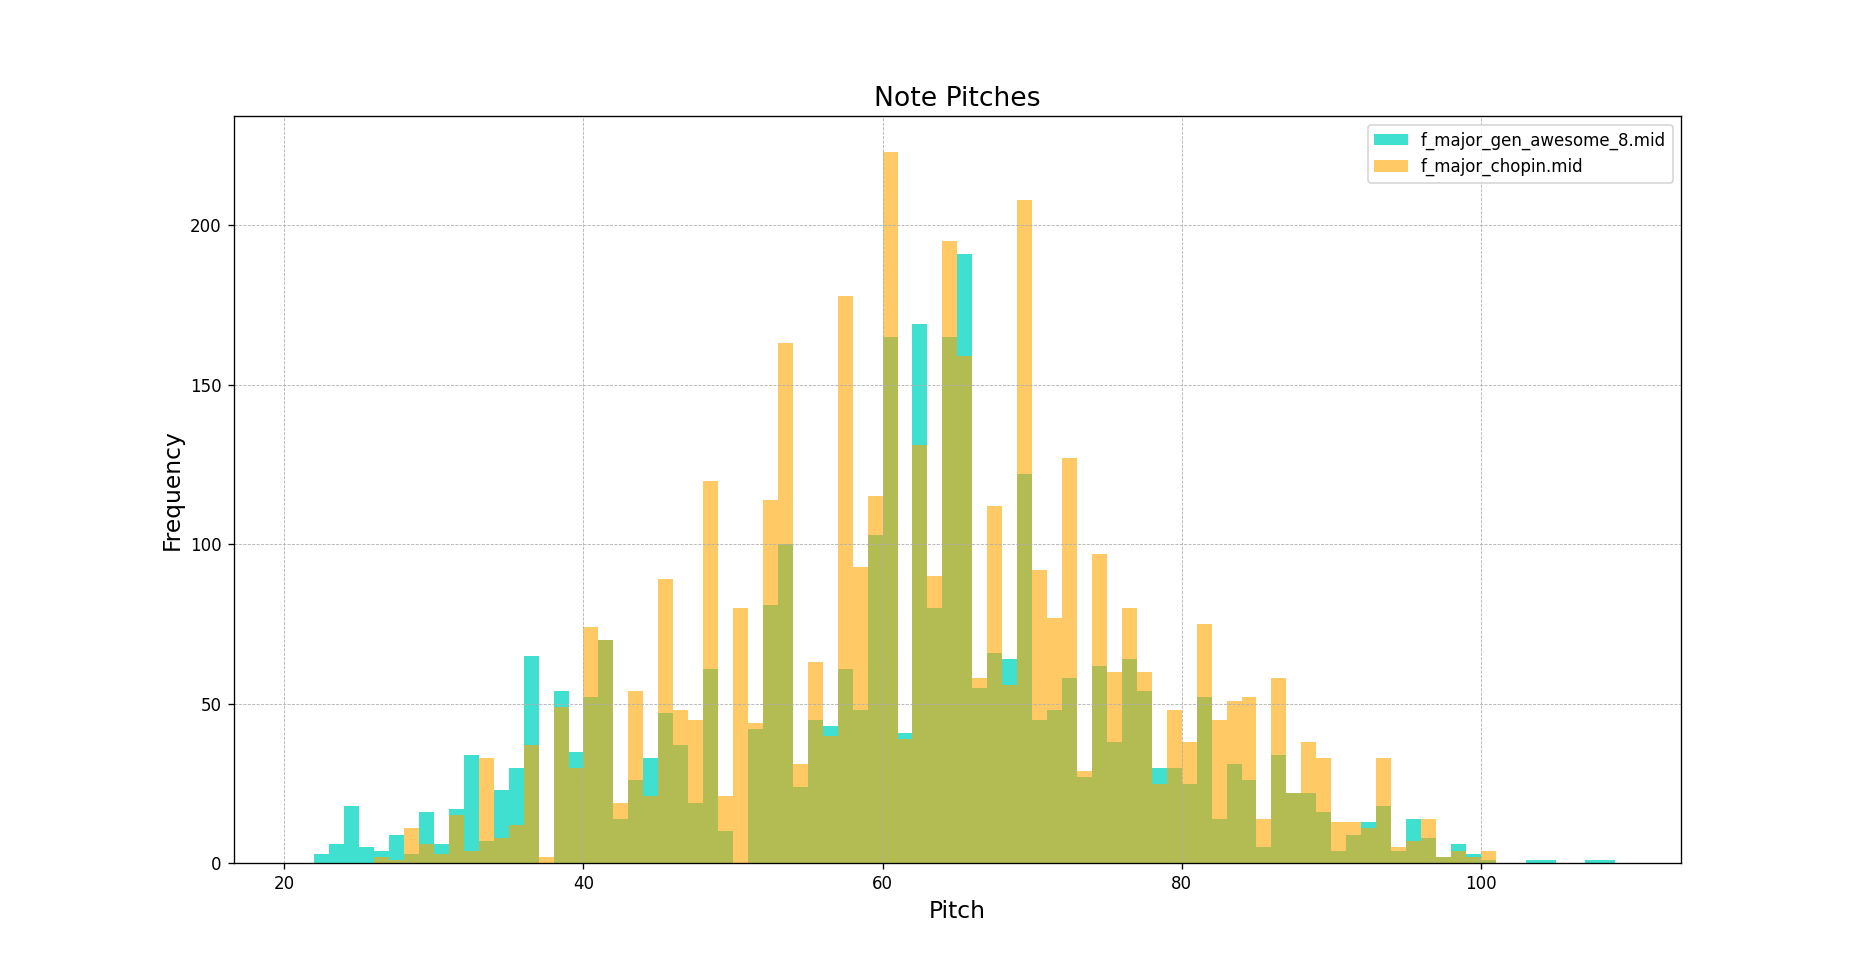 Note Pitches
f_major_gen_awesome_8.mid
f_major_chopin.mid
200
150
100
50
0
Frequency
20 40 60 80 100
Pitch